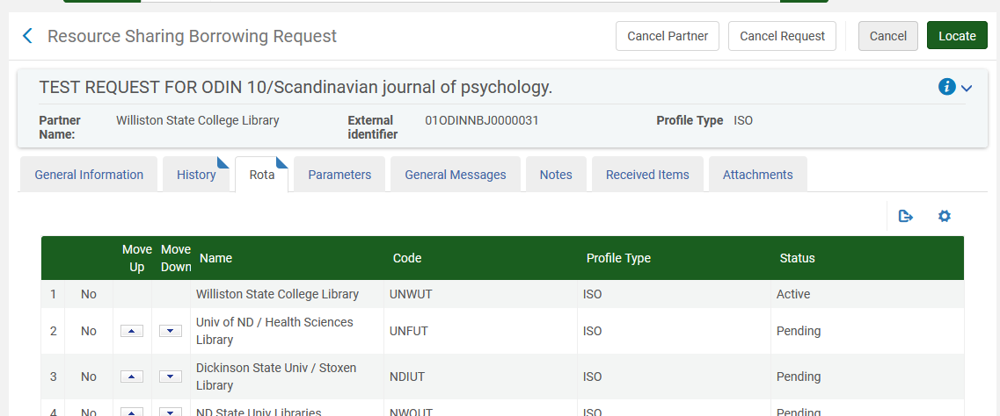 Resource Sharing Borrowing Request
Cancel Partner
Cancel Request
Cancel
Locate
TEST REQUEST FOR ODIN 10/Scandinavian journal of psychology.
Partner Name: Williston State College Library
External identifier 01ODINNBJ0000031
Profile Type ISO
General Information
History
Rota
Parameters
General Messages
Notes
Received Items
Attachments
Move Up Move Down Name Code Profile Type Status
1 No Williston State College Library UNWUT ISO Active
2 No Univ of ND / Health Sciences Library UNFUT ISO Pending
3 No Dickinson State Univ / Stoxen Library NDIUT ISO Pending
4 No ND State Univ Libraries NWOUT ISO Pending